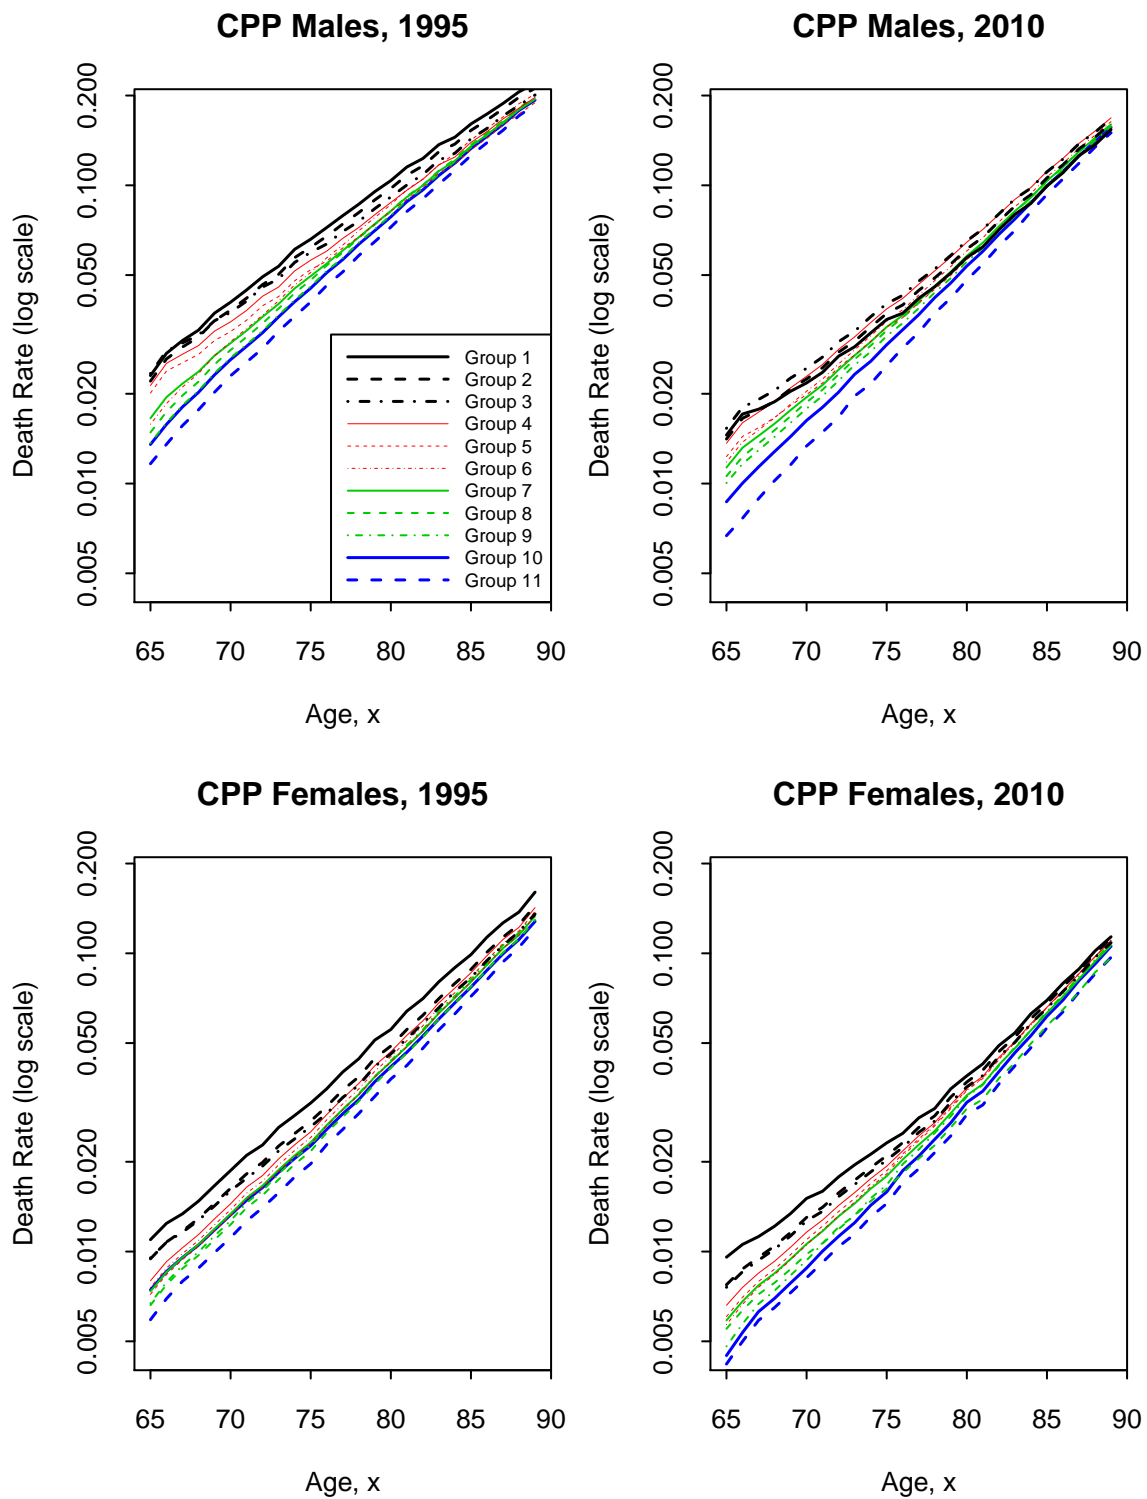 CPP Males, 1995
Death Rate (log scale)
0.200
0.100
0.050
0.020
0.010
0.005
Group 1
Group 2
Group 3
Group 4
Group 5
Group 6
Group 7
Group 8
Group 9
Group 10
Group 11
65 70 75 80 85 90
Age, x
CPP Males, 2010
Death Rate (log scale)
0.200
0.100
0.050
0.020
0.010
0.005
65 70 75 80 85 90
Age, x
CPP Females, 1995
Death Rate (log scale)
0.200
0.100
0.050
0.020
0.010
0.005
65 70 75 80 85 90
Age, x
CPP Females, 2010
Death Rate (log scale)
0.200
0.100
0.050
0.020
0.010
0.005
65 70 75 80 85 90
Age, x